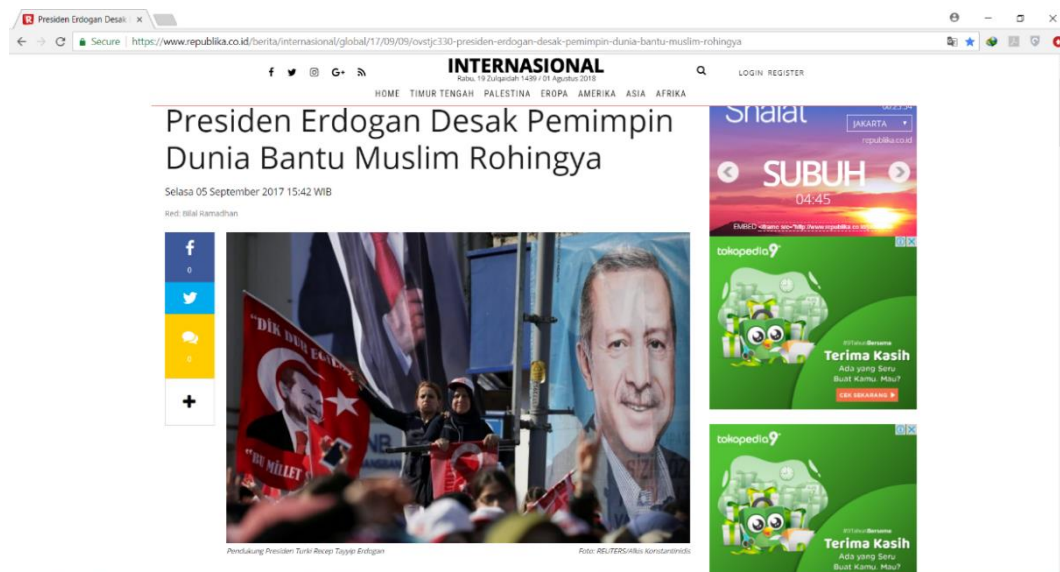 Presiden Erdogan Desak
Secure
https://www.republika.co.id/berita/internasional/global/17/09/09/ovstjc330-presiden-erdogan-desak-pemimpin-dunia-bantu-muslim-rohingya
INTERNASIONAL
Rabu, 19 Zulqaidah 1439 / 01 Agustus 2018
LOGIN REGISTER
HOME TIMUR TENGAH PALESTINA EROPA AMERIKA ASIA AFRIKA
Presiden Erdogan Desak Pemimpin
Dunia Bantu Muslim Rohingya
Selasa 05 September 2017 15:42 WIB
Red: Bilal Ramadhan
0
0
"DİK DUR EĞİLME
"BU MİLLET
Pendukung Presiden Turki Recep Tayyip Erdogan
Foto: REUTERS/Alkis Konstantinidis
Shalat
JAKARTA
republika.co.id
SUBUH
04:45
tokopedia 9
Terima Kasih
Ada yang Seru
Buat Kamu. Mau?
CEK SEKARANG
tokopedia 9
Terima Kasih
Ada yang Seru
Buat Kamu. Mau?